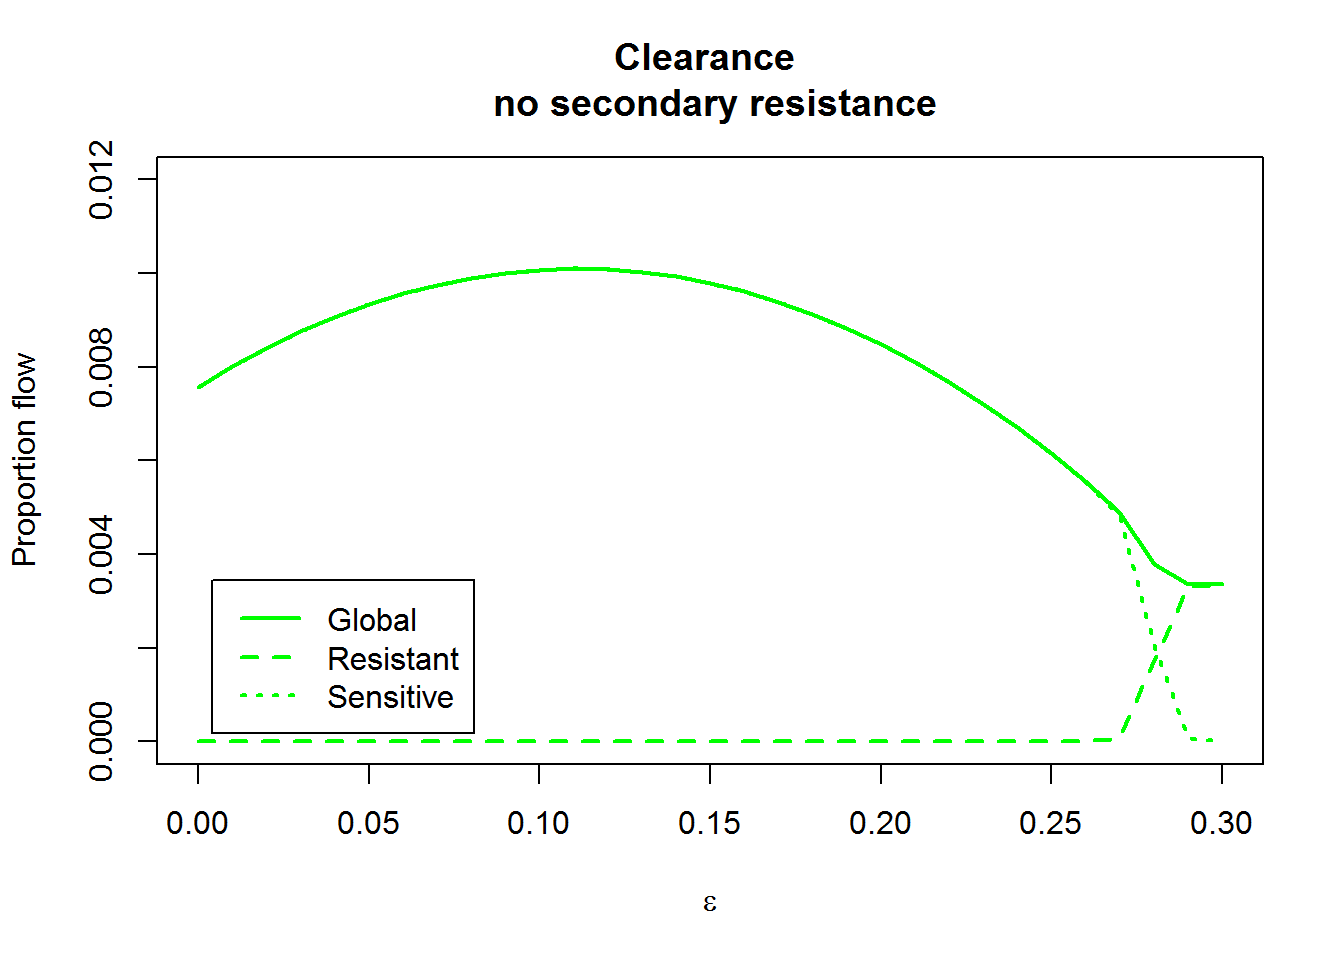 Clearance
no secondary resistance
Proportion flow
0.012
0.008
0.004
0.000
Global
Resistant
Sensitive
0.00 0.05 0.10 0.15 0.20 0.25 0.30
ε